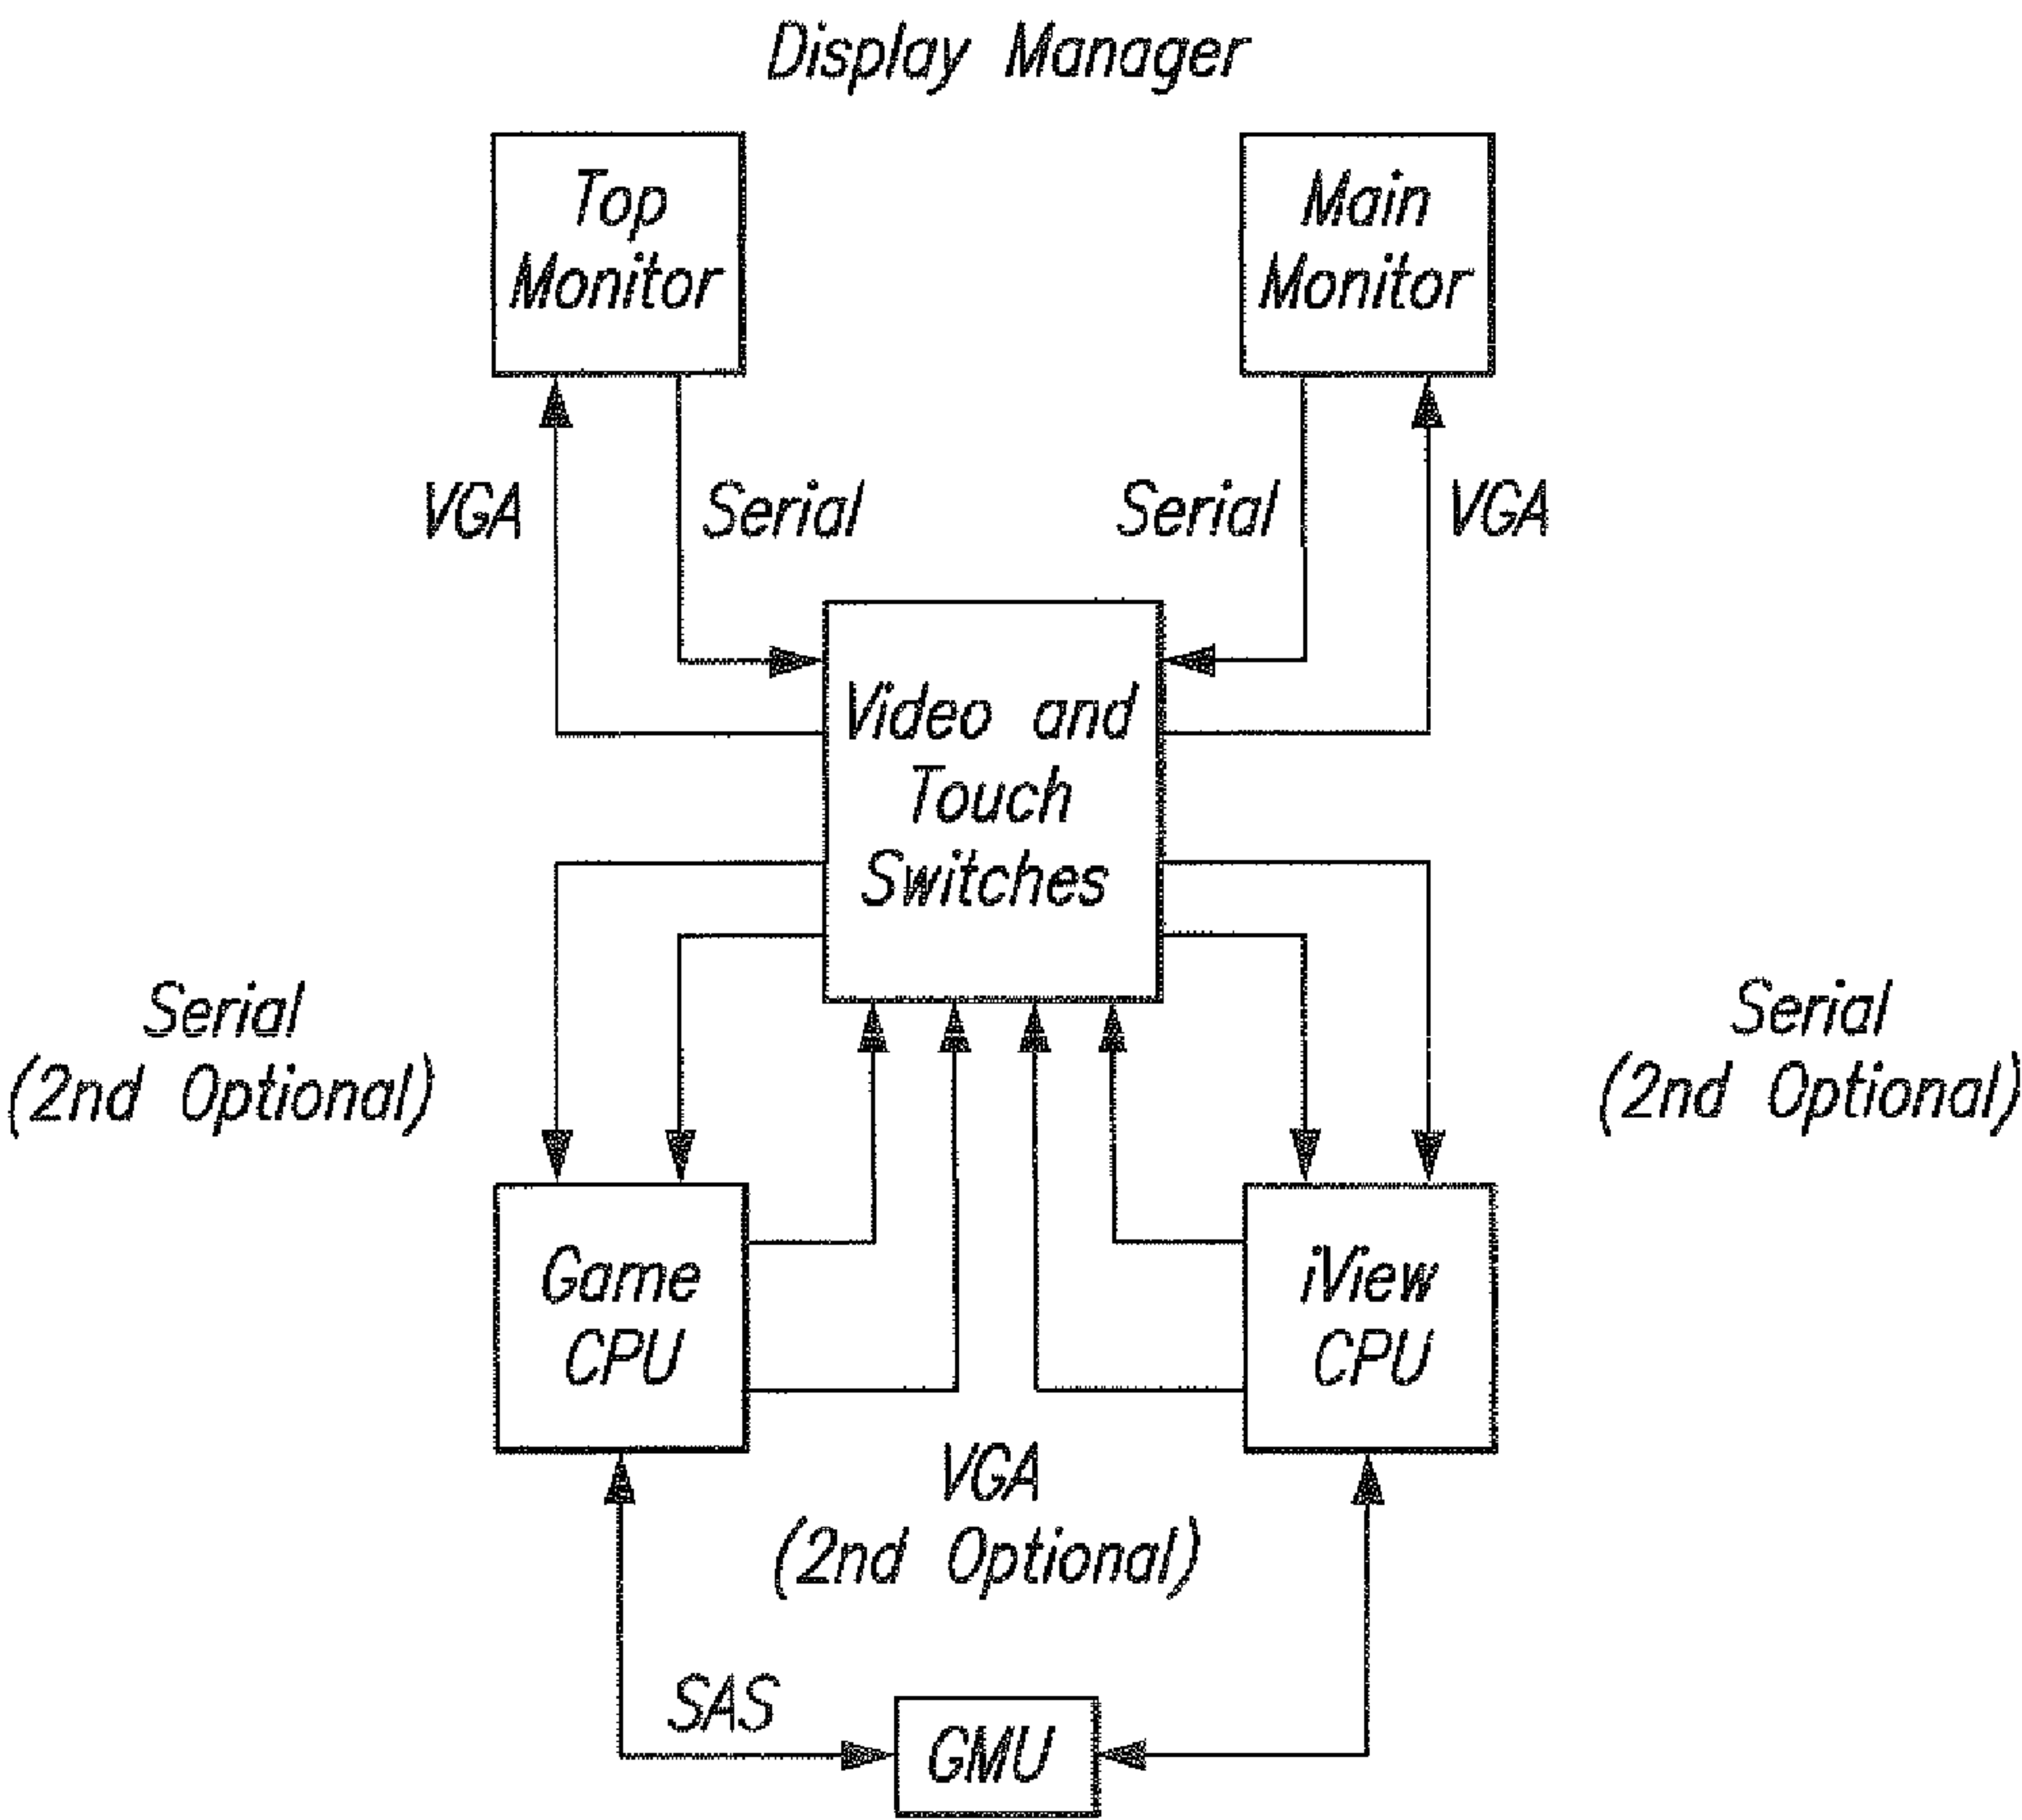 Display Manager
Top
Monitor
Main
Monitor
VGA
Serial
Serial
VGA
Video and
Touch
Switches
Serial
(2nd Optional)
Serial
(2nd Optional)
Game
CPU
iView
CPU
VGA
(2nd Optional)
SAS
GMU